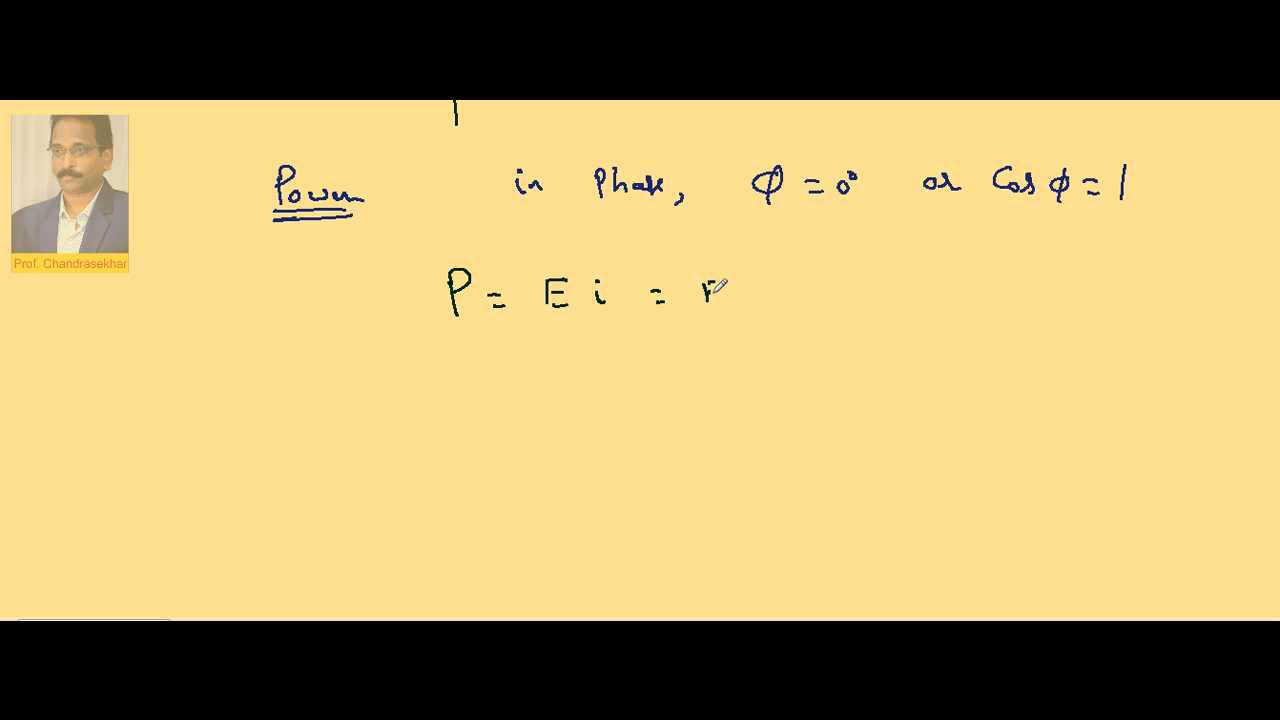 Power in Phase, Φ = 0° or Cos φ = 1
Prof. Chandrasekhar
P = E i =